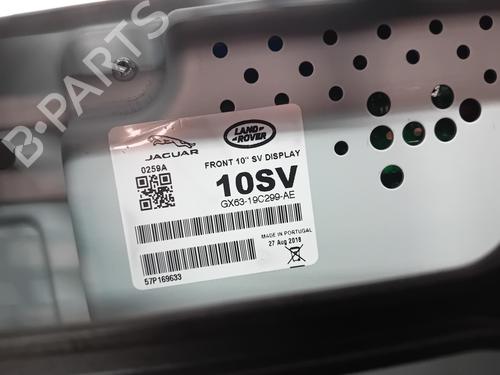 B-PARTS
JAGUAR
LAND ROVER
0259A
FRONT 10" SV DISPLAY
10SV
GX63-19C299-AE
MADE IN PORTUGAL
27 Aug 2018
57P169633